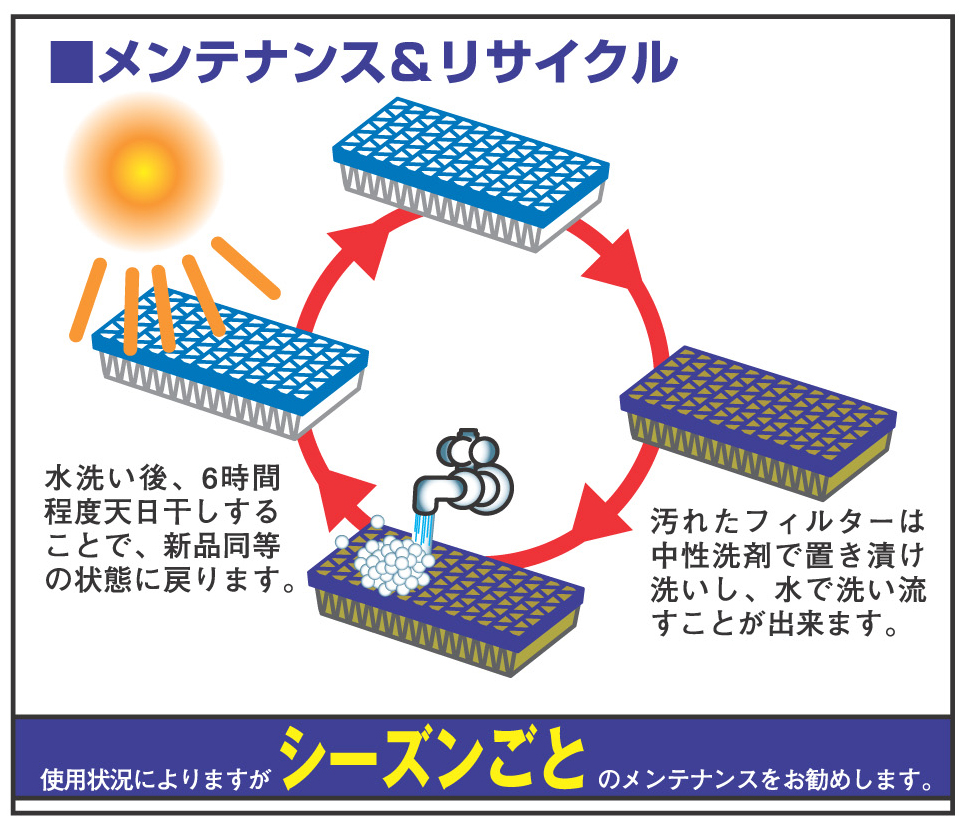 ■メンテナンス&リサイクル
水洗い後、6時間
程度天日干しする
ことで、新品同等
の状態に戻ります。
汚れたフィルターは
中性洗剤で置き漬け
洗いし、水で洗い流
すことが出来ます。
使用状況によりますが シーズンごと のメンテナンスをお勧めします。